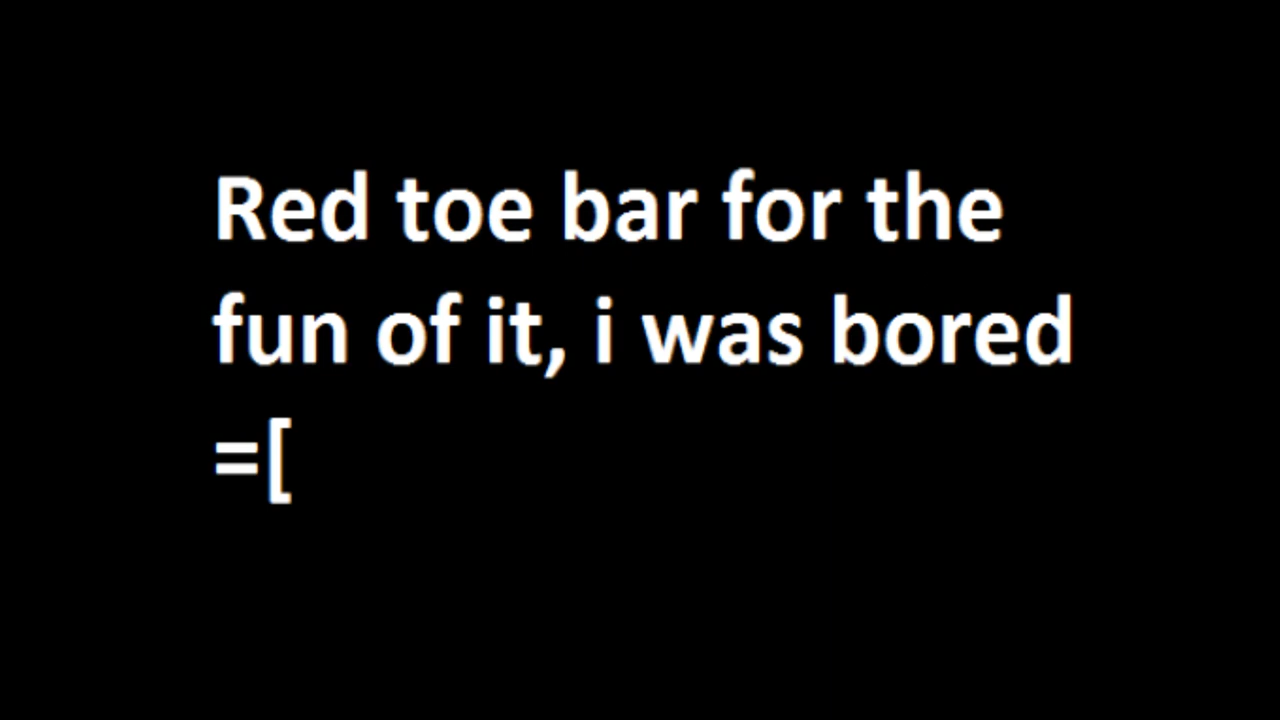 Red toe bar for the
fun of it, i was bored
=[